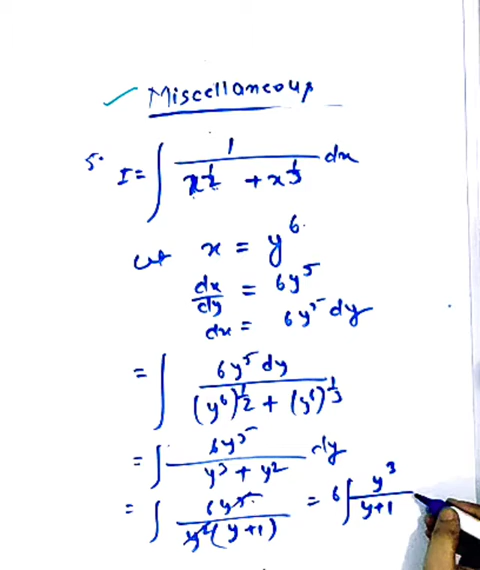 ✓ Miscellaneous
5. I = ∫ 1 / (x^{1/2} + x^{1/3}) dx
Let x = y^6
dx/dy = 6y^5
dx = 6y^5 dy
= ∫ 6y^5 dy / ((y^6)^{1/2} + (y^6)^{1/3})
= ∫ 6y^5 / (y^3 + y^2) dy
= ∫ 6y^5 / (y^2(y+1)) = 6∫ y^3 / (y+1)